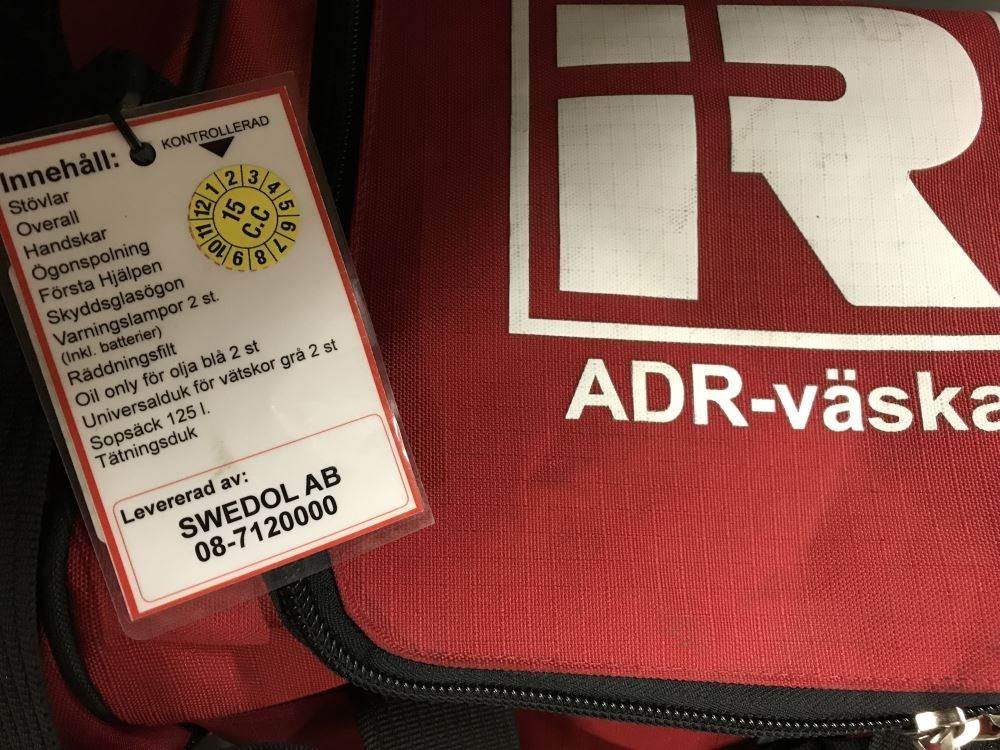 Innehåll:
KONTROLLERAD
1 2 3 4 5 6 7 8 9 10 11 12
15
C.C
Stövlar
Overall
Handskar
Ögonspolning
Första Hjälpen
Skyddsglasögon
Varningslampor 2 st.
(Inkl. batterier)
Räddningsfilt
Oil only för olja blå 2 st
Universalduk för vätskor grå 2 st
Sopsäck 125 l.
Tätningsduk
Levererad av:
SWEDOL AB
08-7120000
iR
ADR-väska